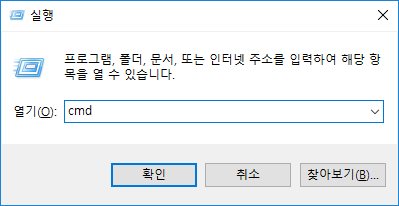 실행
프로그램, 폴더, 문서, 또는 인터넷 주소를 입력하여 해당 항
목을 열 수 있습니다.
열기(O): cmd
확인 취소 찾아보기(B)...